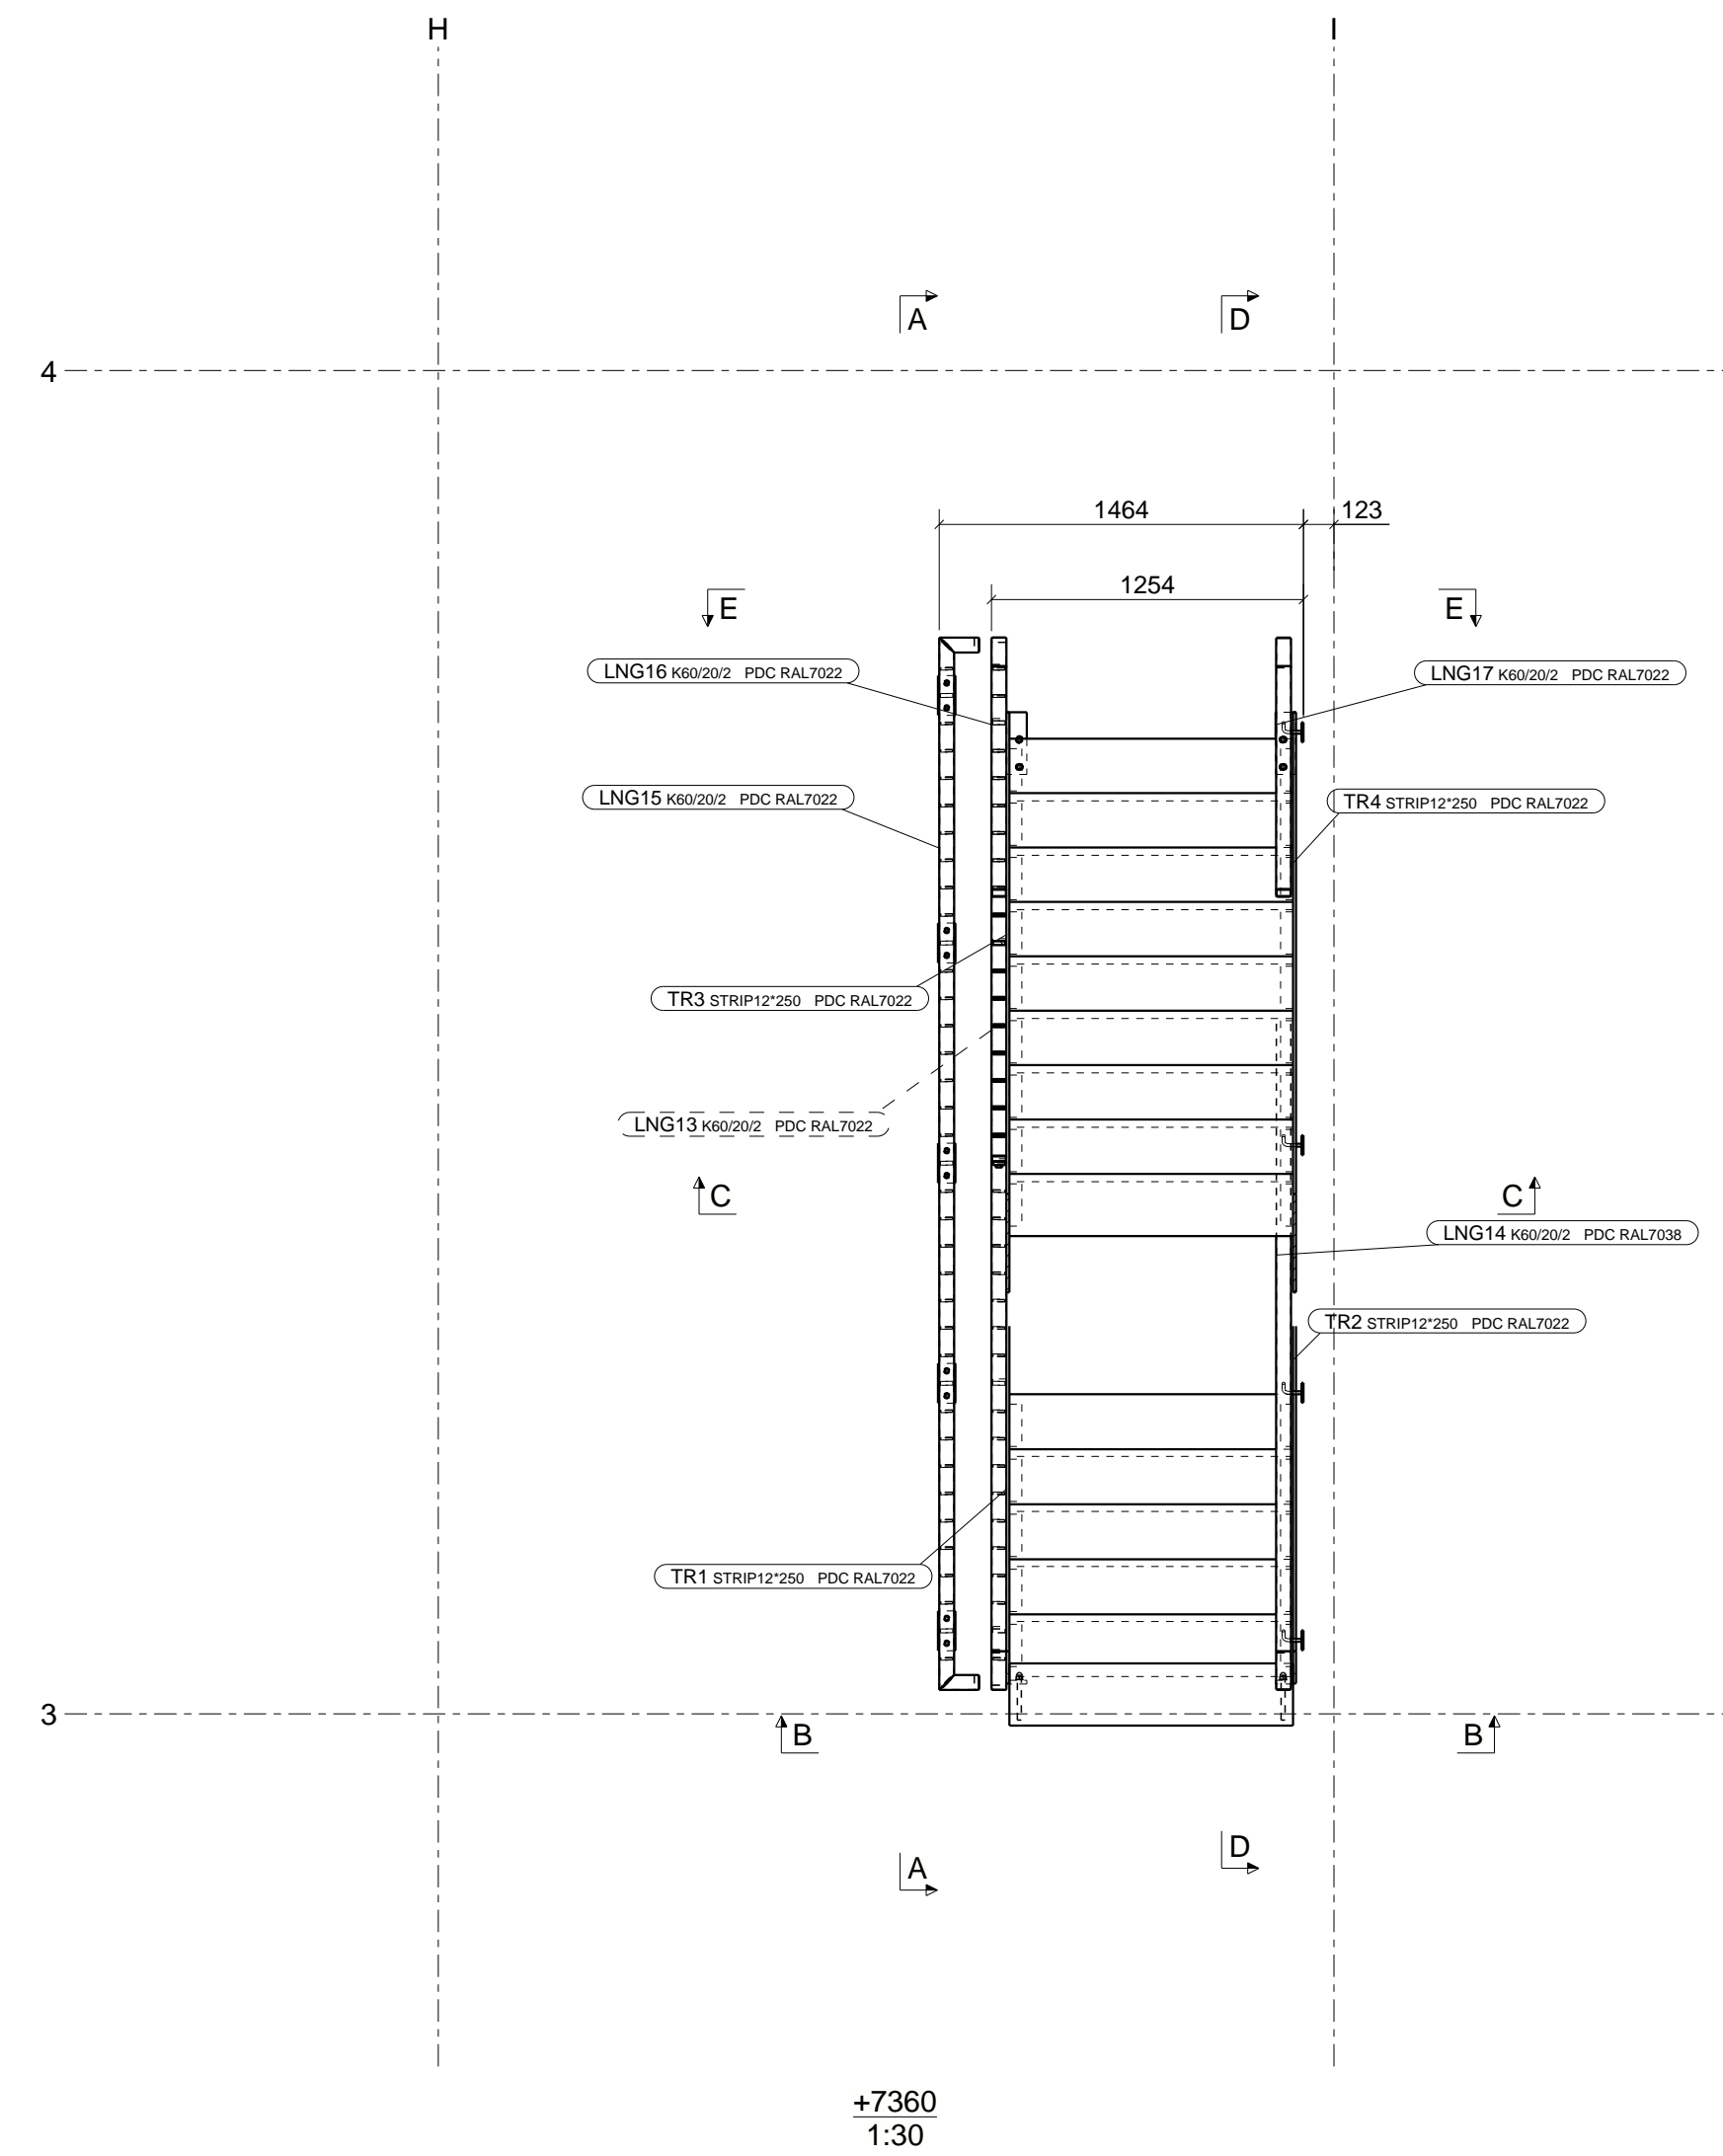 H I
A D
4
1464 123
1254
E E
LNG16 K60/20/2 PDC RAL7022
LNG17 K60/20/2 PDC RAL7022
LNG15 K60/20/2 PDC RAL7022
TR4 STRIP12*250 PDC RAL7022
TR3 STRIP12*250 PDC RAL7022
LNG13 K60/20/2 PDC RAL7022
C C
LNG14 K60/20/2 PDC RAL7038
TR2 STRIP12*250 PDC RAL7022
TR1 STRIP12*250 PDC RAL7022
3
B B
D
A
+7360
1:30